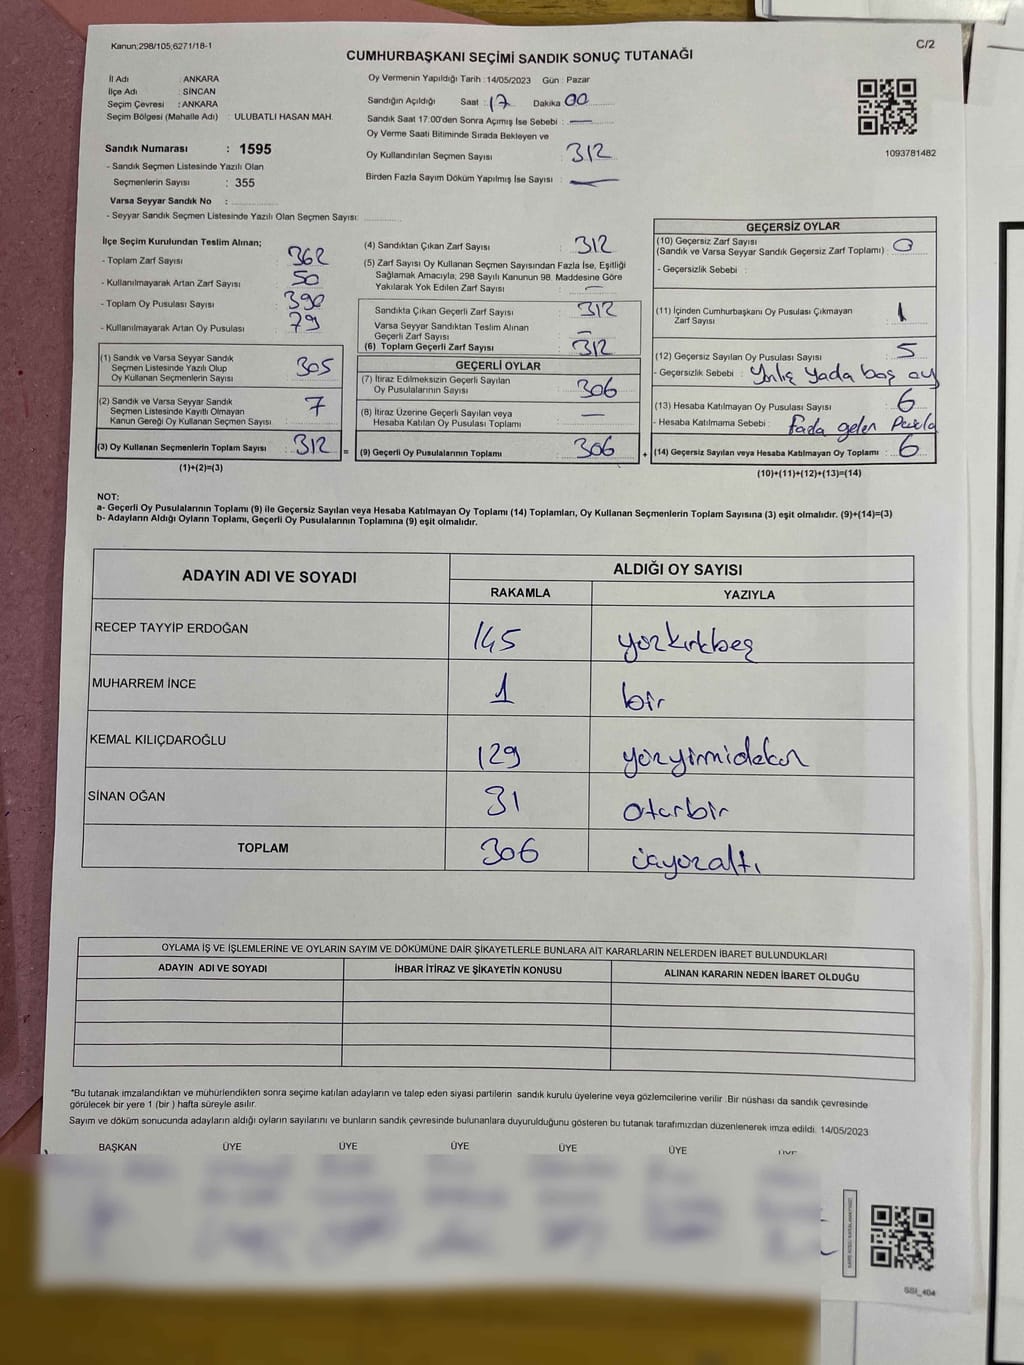 Kanun;298/105;6271/18-1
C/2
CUMHURBAŞKANI SEÇİMİ SANDIK SONUÇ TUTANAĞI
İl Adı : ANKARA
İlçe Adı : SİNCAN
Seçim Çevresi : ANKARA
Seçim Bölgesi (Mahalle Adı) : ULUBATLI HASAN MAH.
Sandık Numarası : 1595
- Sandık Seçmen Listesinde Yazılı Olan
Seçmenlerin Sayısı : 355
Varsa Seyyar Sandık No :
- Seyyar Sandık Seçmen Listesinde Yazılı Olan Seçmen Sayısı:
Oy Vermenin Yapıldığı Tarih :14/05/2023 Gün : Pazar
Sandığın Açıldığı Saat : 17 Dakika 00
Sandık Saat 17:00'den Sonra Açımış İse Sebebi : —
Oy Verme Saati Bitiminde Sırada Bekleyen ve
Oy Kullandırılan Seçmen Sayısı : 312
Birden Fazla Sayım Döküm Yapılmış İse Sayısı : —
1093781482
İlçe Seçim Kurulundan Teslim Alınan;
- Toplam Zarf Sayısı : 362
- Kullanılmayarak Artan Zarf Sayısı : 50
- Toplam Oy Pusulası Sayısı : 390
- Kullanılmayarak Artan Oy Pusulası : 79
(1) Sandık ve Varsa Seyyar Sandık
Seçmen Listesinde Yazılı Olup
Oy Kullanan Seçmenlerin Sayısı : 305
(2) Sandık ve Varsa Seyyar Sandık
Seçmen Listesinde Kayıtlı Olmayan
Kanun Gereği Oy Kullanan Seçmen Sayısı : 7
(3) Oy Kullanan Seçmenlerin Toplam Sayısı : 312 =
(1)+(2)=(3)
(4) Sandıktan Çıkan Zarf Sayısı : 312
(5) Zarf Sayısı Oy Kullanan Seçmen Sayısından Fazla İse, Eşitliği
Sağlamak Amacıyla; 298 Sayılı Kanunun 98. Maddesine Göre
Yakılarak Yok Edilen Zarf Sayısı : —
Sandıkta Çıkan Geçerli Zarf Sayısı : 312
Varsa Seyyar Sandıktan Teslim Alınan
Geçerli Zarf Sayısı : —
(6) Toplam Geçerli Zarf Sayısı : 312
GEÇERLİ OYLAR
(7) İtiraz Edilmeksizin Geçerli Sayılan
Oy Pusulalarının Sayısı : 306
(8) İtiraz Üzerine Geçerli Sayılan veya
Hesaba Katılan Oy Pusulası Toplamı : —
(9) Geçerli Oy Pusulalarının Toplamı : 306 +
GEÇERSİZ OYLAR
(10) Geçersiz Zarf Sayısı
(Sandık ve Varsa Seyyar Sandık Geçersiz Zarf Toplamı) : 0
- Geçersizlik Sebebi :
(11) İçinden Cumhurbaşkanı Oy Pusulası Çıkmayan
Zarf Sayısı : 1
(12) Geçersiz Sayılan Oy Pusulası Sayısı : 5
- Geçersizlik Sebebi : yada boş oy
(13) Hesaba Katılmayan Oy Pusulası Sayısı : 6
- Hesaba Katılmama Sebebi : gelen
(14) Geçersiz Sayılan veya Hesaba Katılmayan Oy Toplamı : 6
(10)+(11)+(12)+(13)=(14)
NOT:
a- Geçerli Oy Pusulalarının Toplamı (9) ile Geçersiz Sayılan veya Hesaba Katılmayan Oy Toplamı (14) Toplamları, Oy Kullanan Seçmenlerin Toplam Sayısına (3) eşit olmalıdır. (9)+(14)=(3)
b- Adayların Aldığı Oyların Toplamı, Geçerli Oy Pusulalarının Toplamına (9) eşit olmalıdır.
ADAYIN ADI VE SOYADI
ALDIĞI OY SAYISI
RAKAMLA YAZIYLA
RECEP TAYYİP ERDOĞAN 145 yüzkırkbeş
MUHARREM İNCE 1 bir
KEMAL KILIÇDAROĞLU 129 yüzyirmidokuz
SİNAN OĞAN 31 otuzbir
TOPLAM 306 üçyüzaltı
OYLAMA İŞ VE İŞLEMLERİNE VE OYLARIN SAYIM VE DÖKÜMÜNE DAİR ŞİKAYETLERLE BUNLARA AİT KARARLARIN NELERDEN İBARET BULUNDUKLARI
ADAYIN ADI VE SOYADI İHBAR İTİRAZ VE ŞİKAYETİN KONUSU ALINAN KARARIN NEDEN İBARET OLDUĞU
*Bu tutanak imzalandıktan ve mühürlendikten sonra seçime katılan adayların ve talep eden siyasi partilerin sandık kurulu üyelerine veya gözlemcilerine verilir .Bir nüshası da sandık çevresinde
görülecek bir yere 1 (bir ) hafta süreyle asılır.
Sayım ve döküm sonucunda adayların aldığı oyların sayılarını ve bunların sandık çevresinde bulunanlara duyurulduğunu gösteren bu tutanak tarafımızdan düzenlenerek imza edildi. 14/05/2023
BAŞKAN ÜYE ÜYE ÜYE ÜYE ÜYE ÜYE
SSI_404